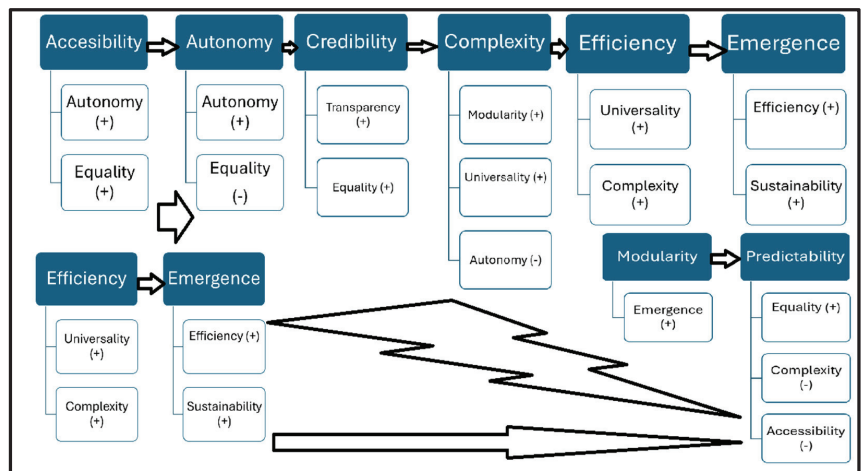 Accesibility
Autonomy
Credibility
Complexity
Efficiency
Emergence
Autonomy
(+)
Equality
(+)
Autonomy
(+)
Equality
(-)
Transparency
(+)
Equality (+)
Modularity (+)
Universality (+)
Autonomy (-)
Universality
(+)
Complexity
(+)
Efficiency (+)
Sustainability
(+)
Efficiency
Emergence
Universality
(+)
Complexity
(+)
Efficiency (+)
Sustainability
(+)
Modularity
Predictability
Emergence
(+)
Equality (+)
Complexity
(-)
Accessibility
(-)